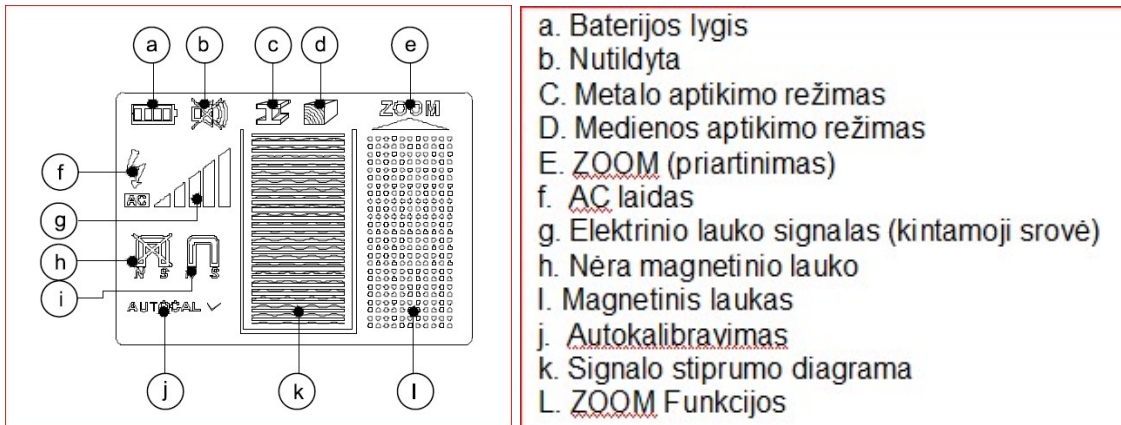 a
b
c
d
e
ZOOM
f
AC
g
h
N S
N S
i
AUTOCAL
j
k
l
a. Baterijos lygis
b. Nutildyta
C. Metalo aptikimo režimas
D. Medienos aptikimo režimas
E. ZOOM (priartinimas)
f. AC laidas
g. Elektrinio lauko signalas (kintamoji srovė)
h. Nėra magnetinio lauko
I. Magnetinis laukas
j. Autokalibravimas
k. Signalo stiprumo diagrama
L. ZOOM Funkcijos